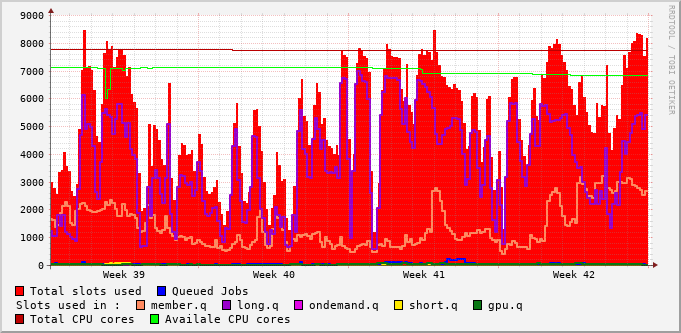 9000
8000
7000
6000
5000
4000
3000
2000
1000
0
Week 39 Week 40 Week 41 Week 42
RRDTOOL / TOBI OETIKER
Total slots used Queued Jobs
Slots used in : member.q long.q ondemand.q short.q gpu.q
Total CPU cores Availale CPU cores